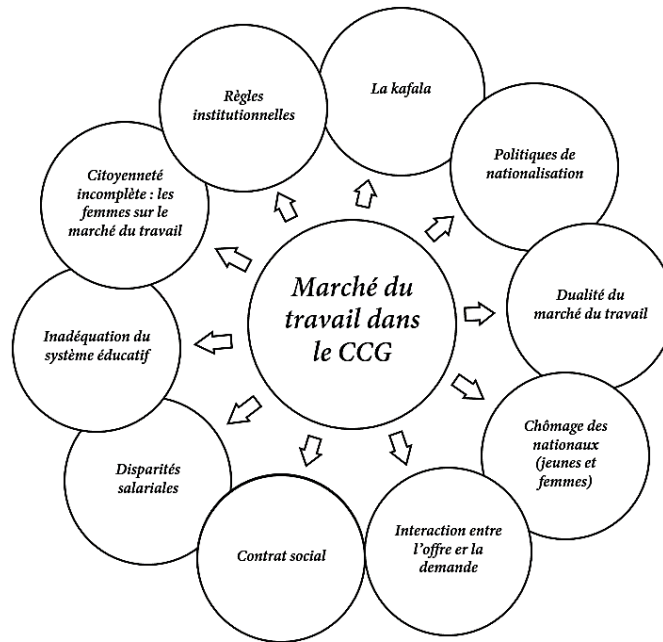 La kafala
Règles
institutionnelles
Politiques de
nationalisation
Citoyenneté
incomplète : les
femmes sur le
marché du travail
Marché du
travail dans
le CCG
Dualité du
marché du travail
Inadéquation du
système éducatif
Chômage des
nationaux
(jeunes et
femmes)
Disparités
salariales
Interaction entre
l'offre er la
demande
Contrat social